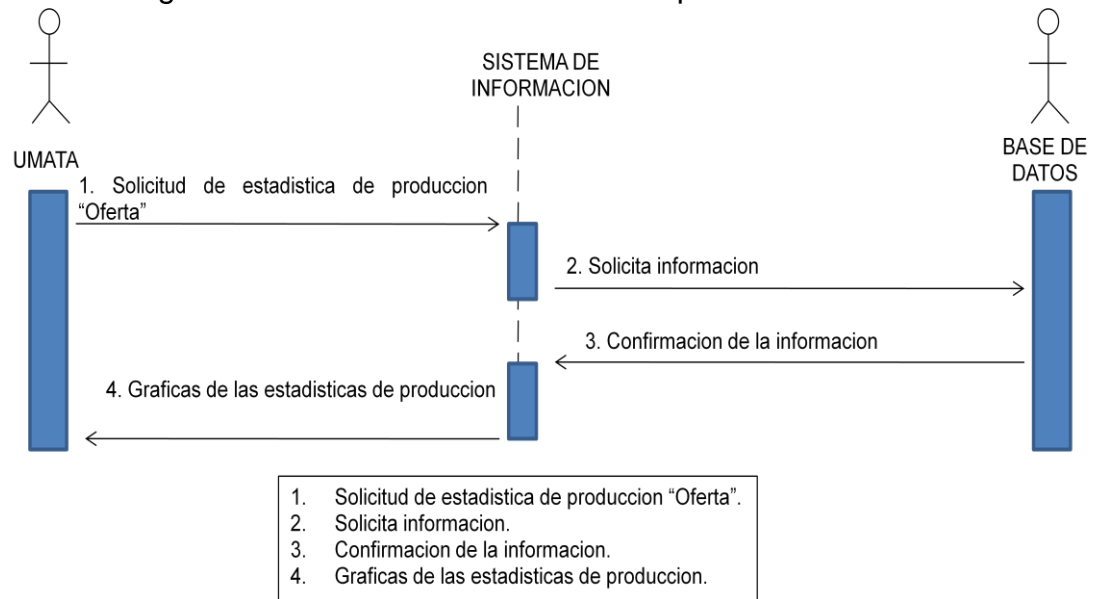 SISTEMA DE
INFORMACION
UMATA
BASE DE
DATOS
1. Solicitud de estadistica de produccion
“Oferta”
2. Solicita informacion
3. Confirmacion de la informacion
4. Graficas de las estadisticas de produccion
1. Solicitud de estadistica de produccion “Oferta”.
2. Solicita informacion.
3. Confirmacion de la informacion.
4. Graficas de las estadisticas de produccion.